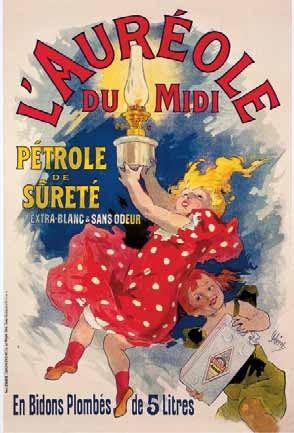 L'AURÉOLE
DU MIDI
PÉTROLE
DE
SÛRETÉ
EXTRA-BLANC & SANS ODEUR
En Bidons Plombés de 5 Litres